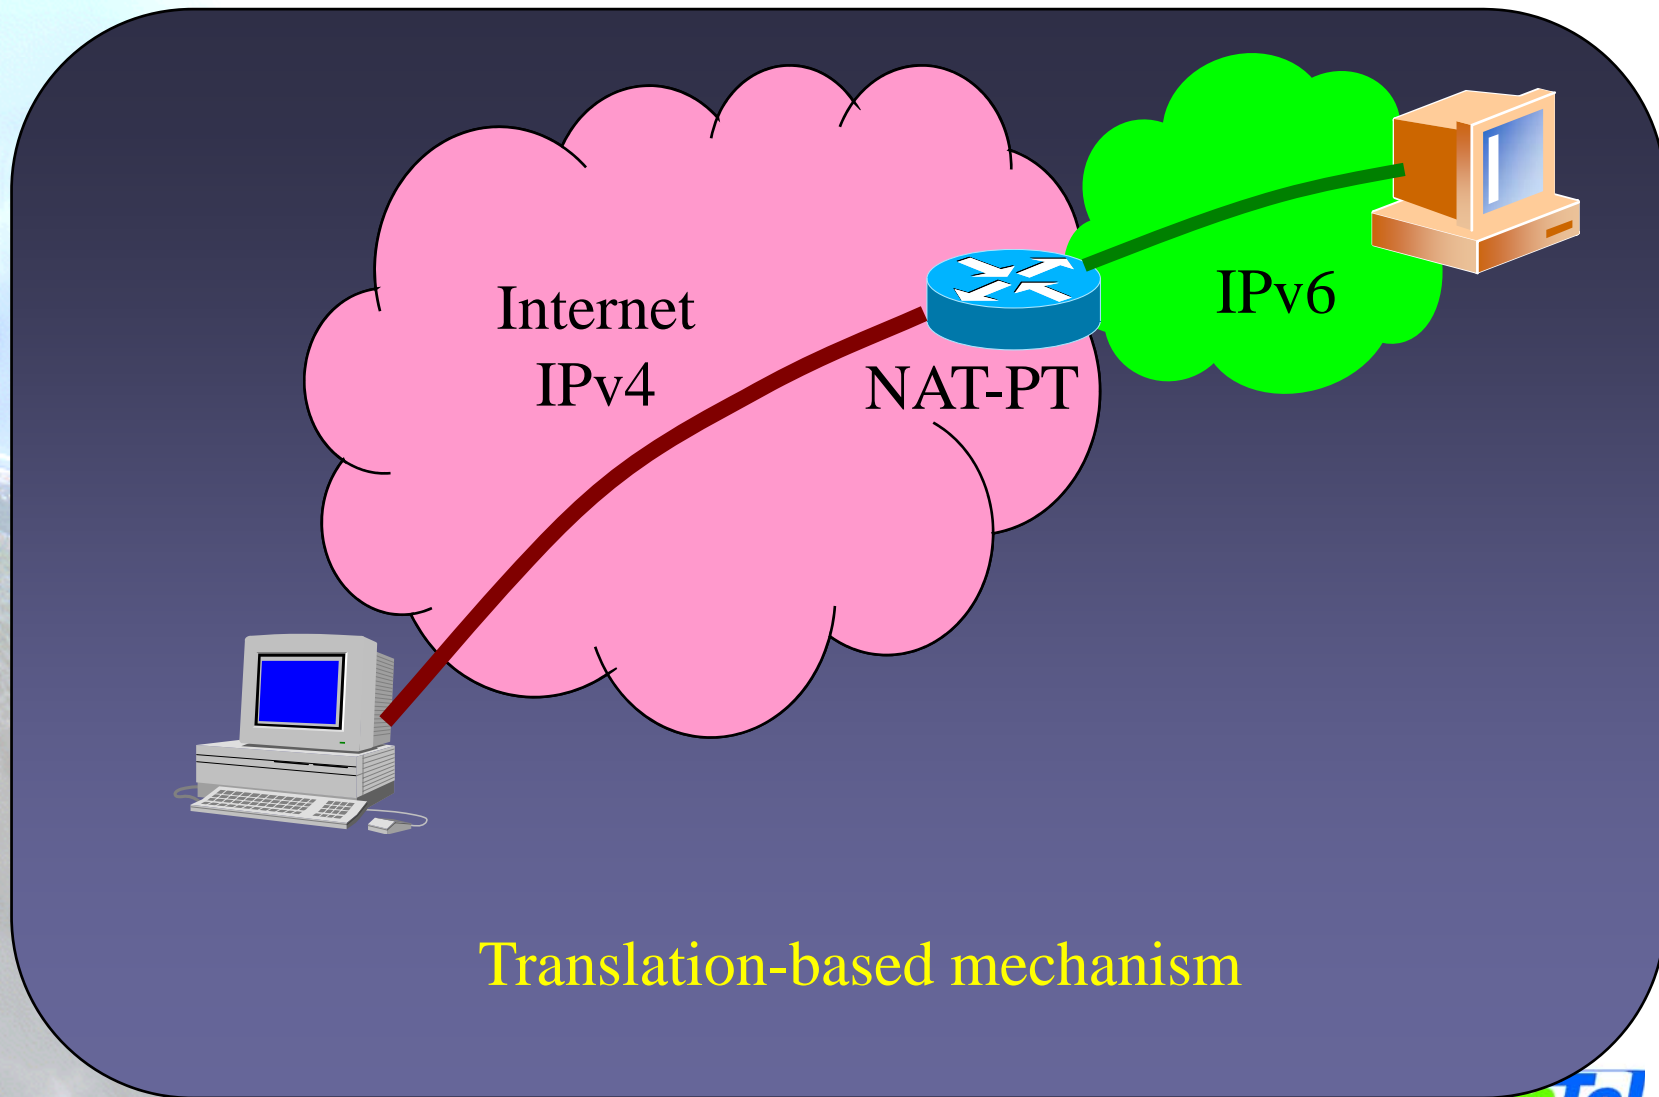 Internet
IPv4
NAT-PT
IPv6
Translation-based mechanism